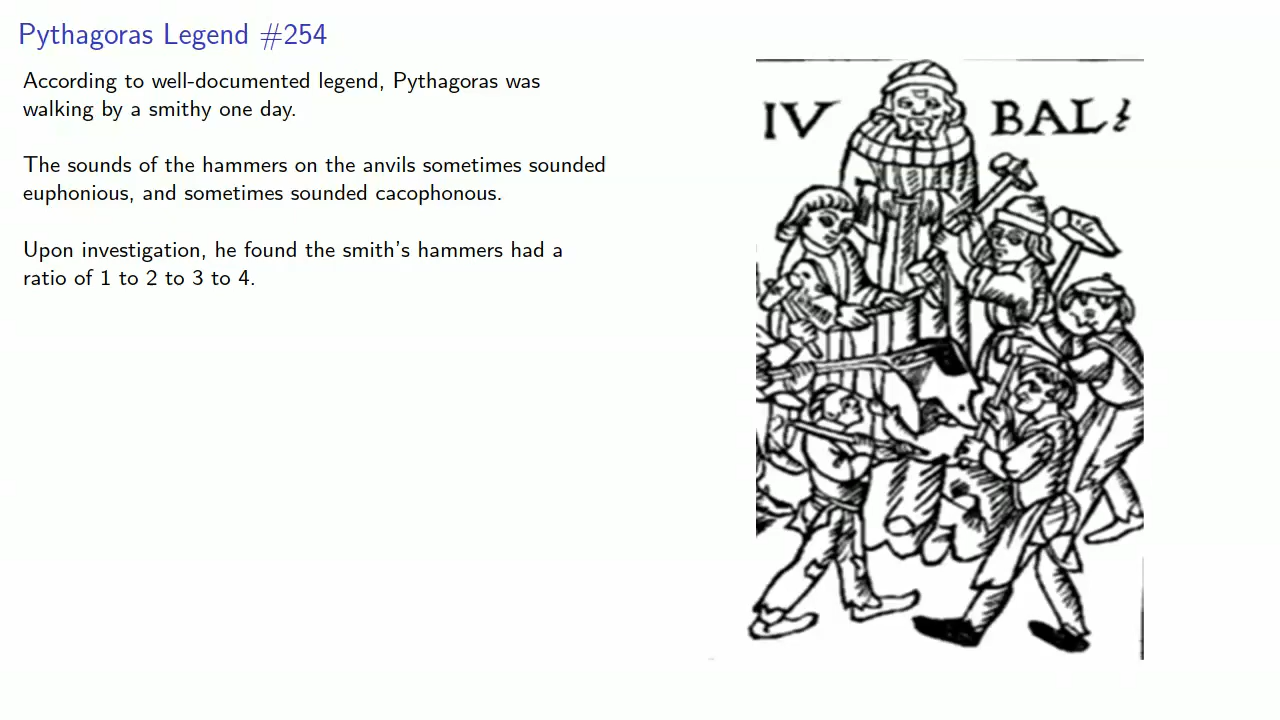 Pythagoras Legend #254
According to well-documented legend, Pythagoras was
walking by a smithy one day.
The sounds of the hammers on the anvils sometimes sounded
euphonious, and sometimes sounded cacophonous.
Upon investigation, he found the smith's hammers had a
ratio of 1 to 2 to 3 to 4.
IV BAL